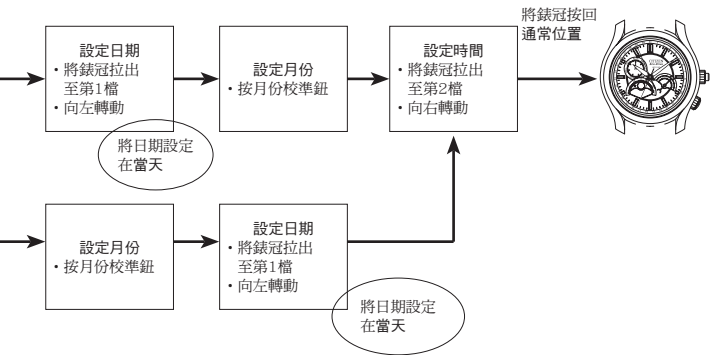 將錶冠按回
通常位置
設定日期
・將錶冠拉出
至第1檔
・向左轉動
將日期設定
在當天
設定月份
・按月份校準鈕
設定時間
・將錶冠拉出
至第2檔
・向右轉動
設定月份
・按月份校準鈕
設定日期
・將錶冠拉出
至第1檔
・向左轉動
將日期設定
在當天